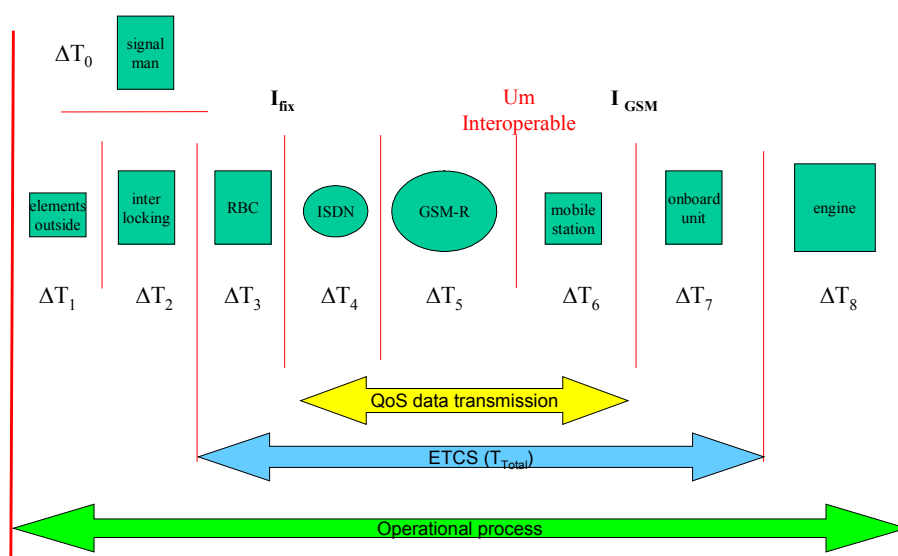 ΔT0
signal
man
Ifix
Um
Interoperable
I GSM
elements
outside
inter
locking
RBC
ISDN
GSM-R
mobile
station
onboard
unit
engine
ΔT1
ΔT2
ΔT3
ΔT4
ΔT5
ΔT6
ΔT7
ΔT8
QoS data transmission
ETCS (TTotal)
Operational process